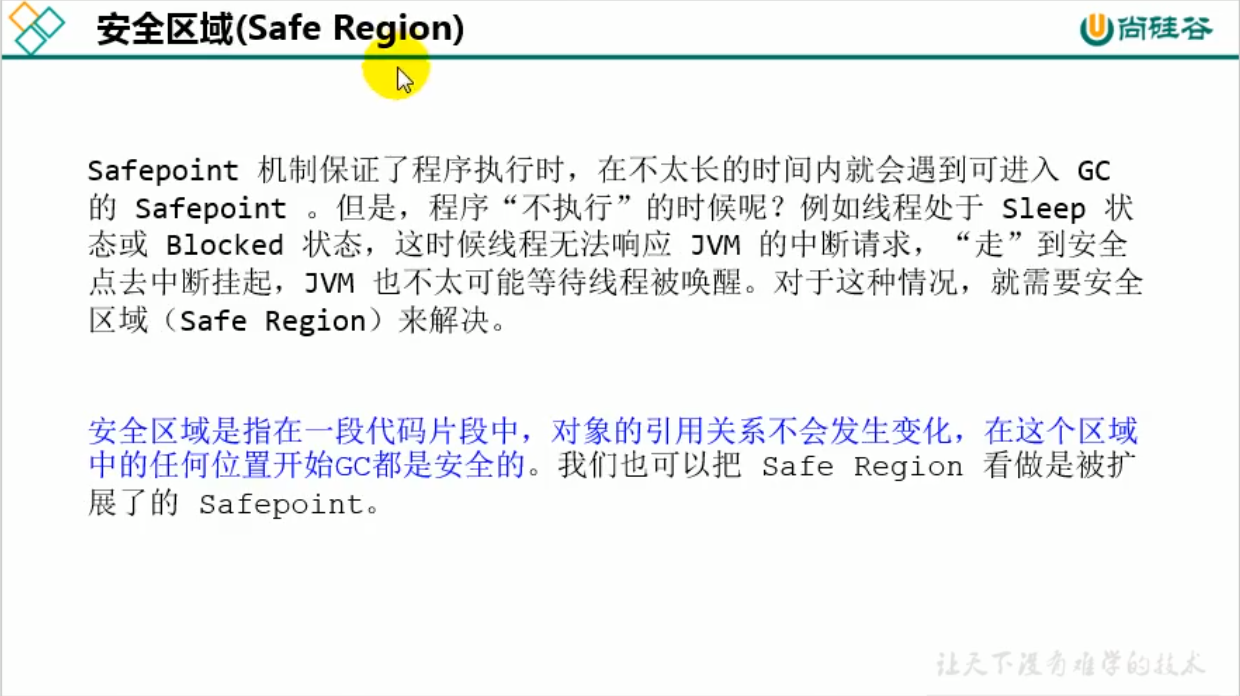 安全区域(Safe Region)
尚硅谷
Safepoint 机制保证了程序执行时，在不太长的时间内就会遇到可进入 GC
的 Safepoint 。但是，程序“不执行”的时候呢？例如线程处于 Sleep 状
态或 Blocked 状态，这时候线程无法响应 JVM 的中断请求，“走”到安全
点去中断挂起，JVM 也不太可能等待线程被唤醒。对于这种情况，就需要安全
区域（Safe Region）来解决。
安全区域是指在一段代码片段中，对象的引用关系不会发生变化，在这个区域
中的任何位置开始GC都是安全的。我们也可以把 Safe Region 看做是被扩
展了的 Safepoint。
让天下没有难学的技术